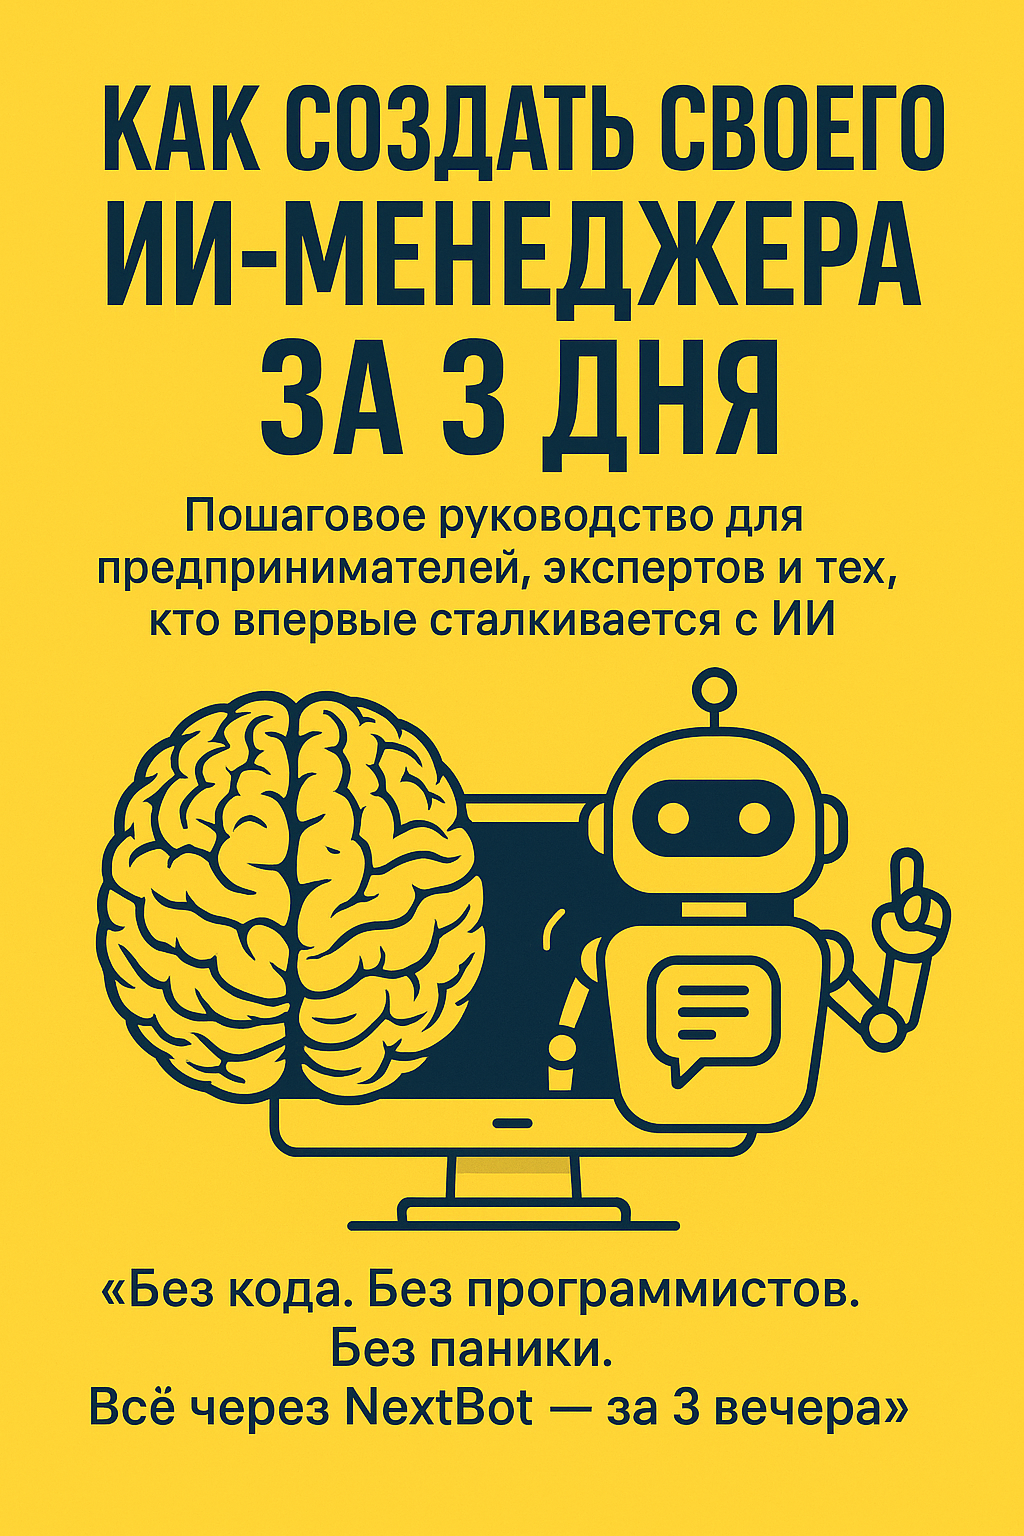 КАК СОЗДАТЬ СВОЕГО
ИИ-МЕНЕДЖЕРА
ЗА 3 ДНЯ
Пошаговое руководство для
предпринимателей, экспертов и тех,
кто впервые сталкивается с ИИ
«Без кода. Без программистов.
Без паники.
Всё через NextBot — за 3 вечера»